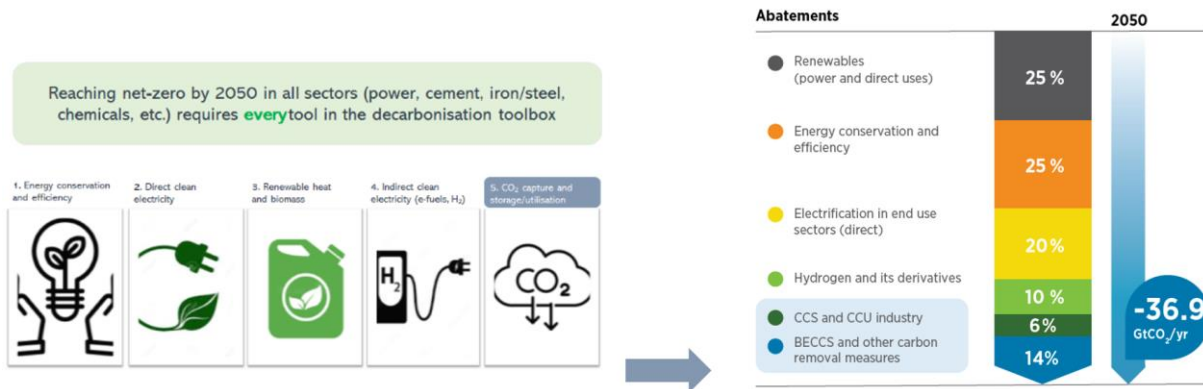 Reaching net-zero by 2050 in all sectors (power, cement, iron/steel,
chemicals, etc.) requires everytool in the decarbonisation toolbox
1. Energy conservation
and efficiency
2. Direct clean
electricity
3. Renewable heat
and biomass
4. Indirect clean
electricity (e-fuels, H₂)
5. CO₂ capture and
storage/utilisation
H₂
CO₂
Abatements
2050
Renewables
(power and direct uses)
25 %
Energy conservation and
efficiency
25 %
Electrification in end use
sectors (direct)
20 %
Hydrogen and its derivatives
10 %
CCS and CCU industry
6%
BECCS and other carbon
removal measures
14%
-36.9
GtCO₂/yr